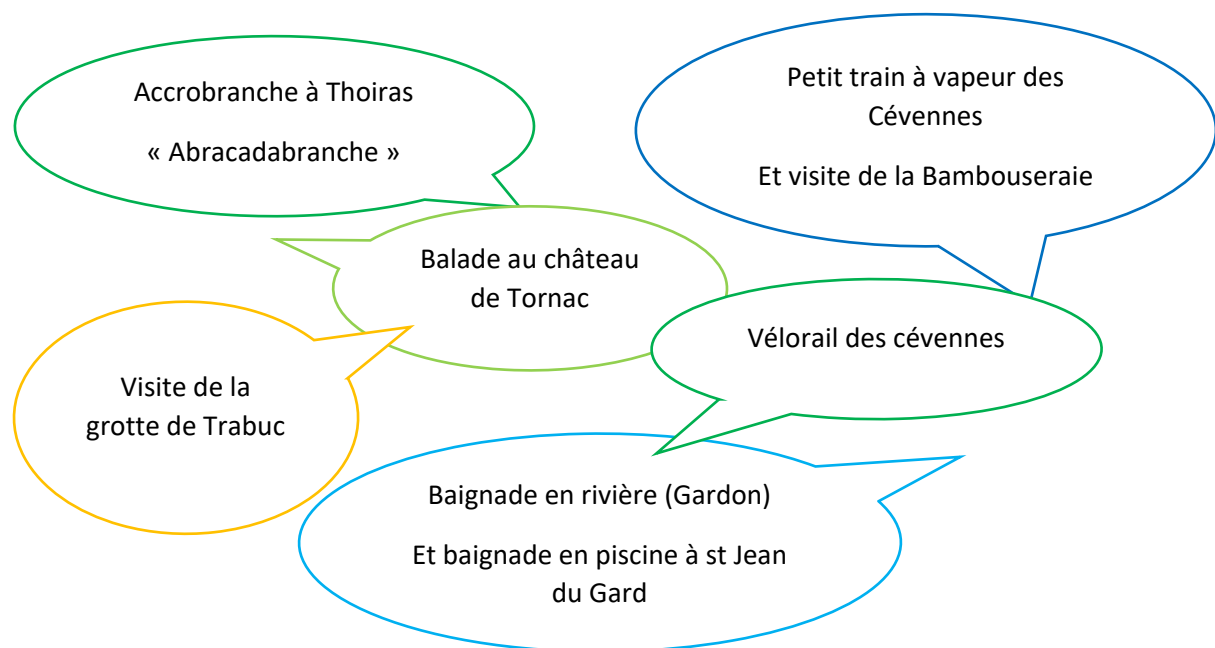 Accrobranche à Thoiras
« Abracadabranche »
Petit train à vapeur des
Cévennes
Et visite de la Bambouseraie
Balade au château
de Tornac
Vélorail des cévennes
Visite de la
grotte de Trabuc
Baignade en rivière (Gardon)
Et baignade en piscine à st Jean
du Gard